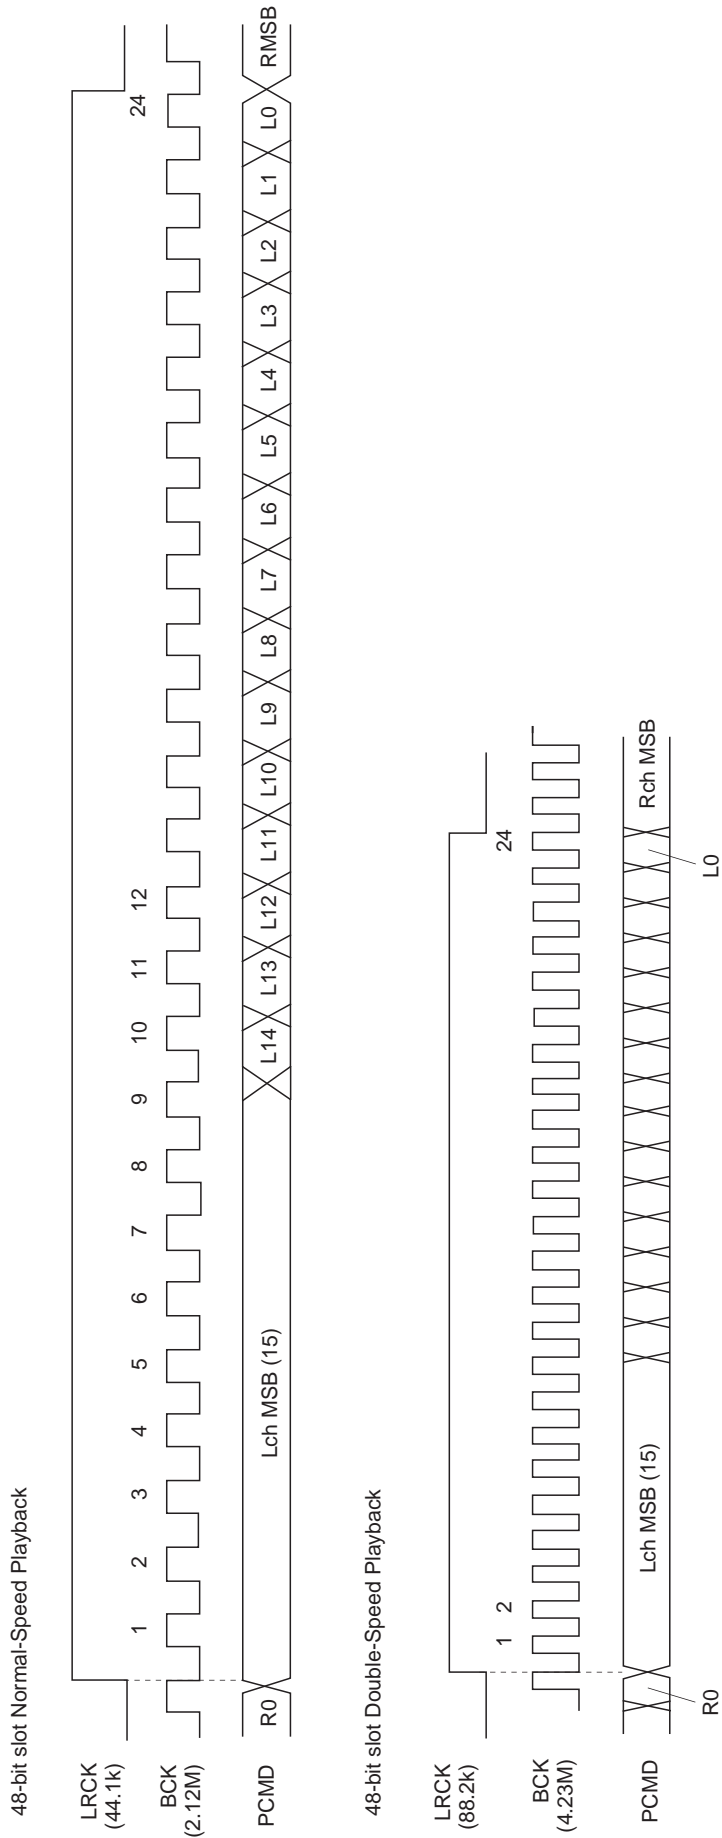 48-bit slot Normal-Speed Playback
LRCK
(44.1k)
1 2 3 4 5 6 7 8 9 10 11 12 24
BCK
(2.12M)
PCMD
R0 Lch MSB (15) L14 L13 L12 L11 L10 L9 L8 L7 L6 L5 L4 L3 L2 L1 L0 RMSB
48-bit slot Double-Speed Playback
LRCK
(88.2k)
1 2 24
BCK
(4.23M)
PCMD
Lch MSB (15) Rch MSB
R0 L0